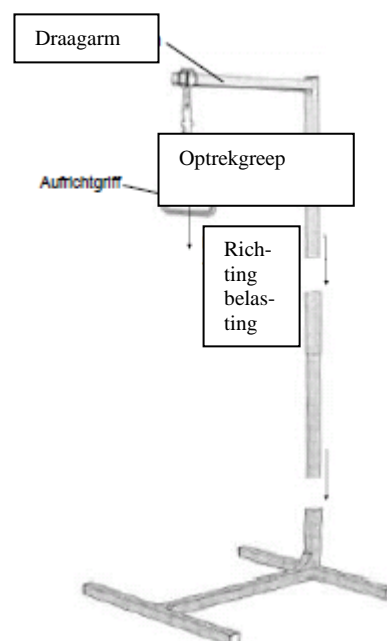 Draagarm
Optrekgreep
Aufrichtgriff
Rich-
ting
belas-
ting